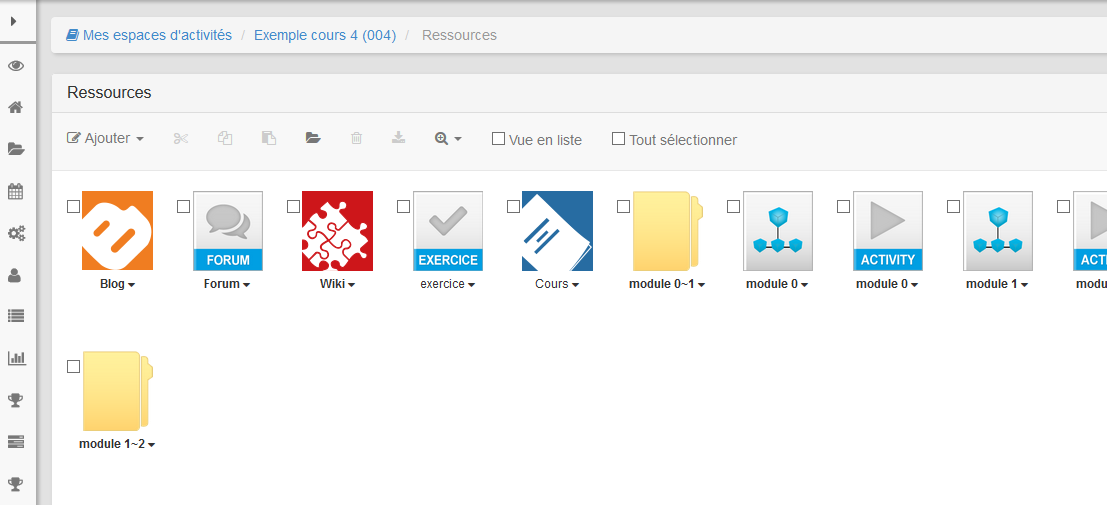 Mes espaces d'activités / Exemple cours 4 (004) / Ressources
Ressources
Ajouter Vue en liste Tout sélectionner
FORUM EXERCICE ACTIVITY ACTI
Blog Forum Wiki exercice Cours module 0~1 module 0 module 0 module 1 modu
module 1~2